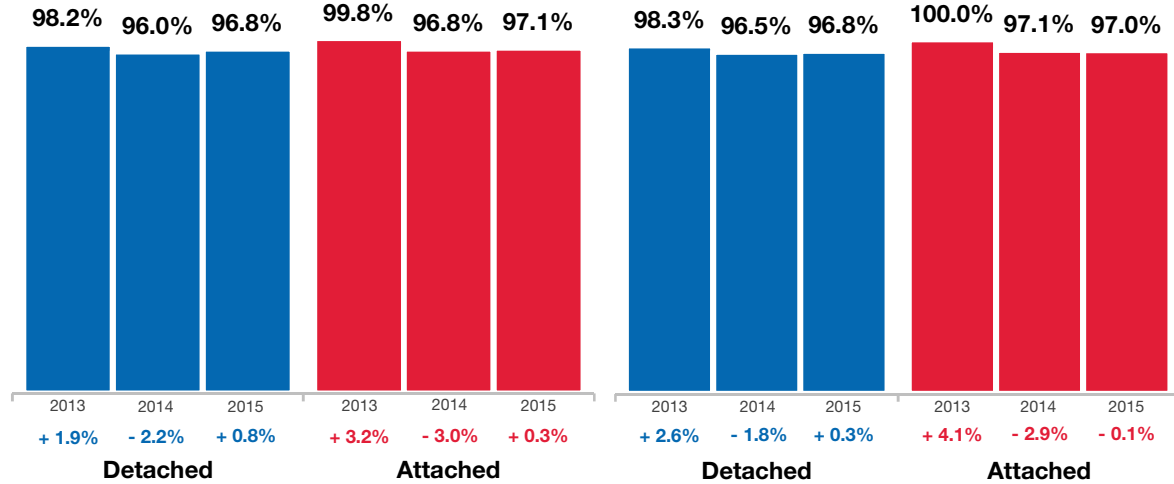 98.2% 96.0% 96.8% 99.8% 96.8% 97.1% 98.3% 96.5% 96.8% 100.0% 97.1% 97.0%
2013 2014 2015 2013 2014 2015 2013 2014 2015 2013 2014 2015
+ 1.9% - 2.2% + 0.8% + 3.2% - 3.0% + 0.3% + 2.6% - 1.8% + 0.3% + 4.1% - 2.9% - 0.1%
Detached Attached Detached Attached